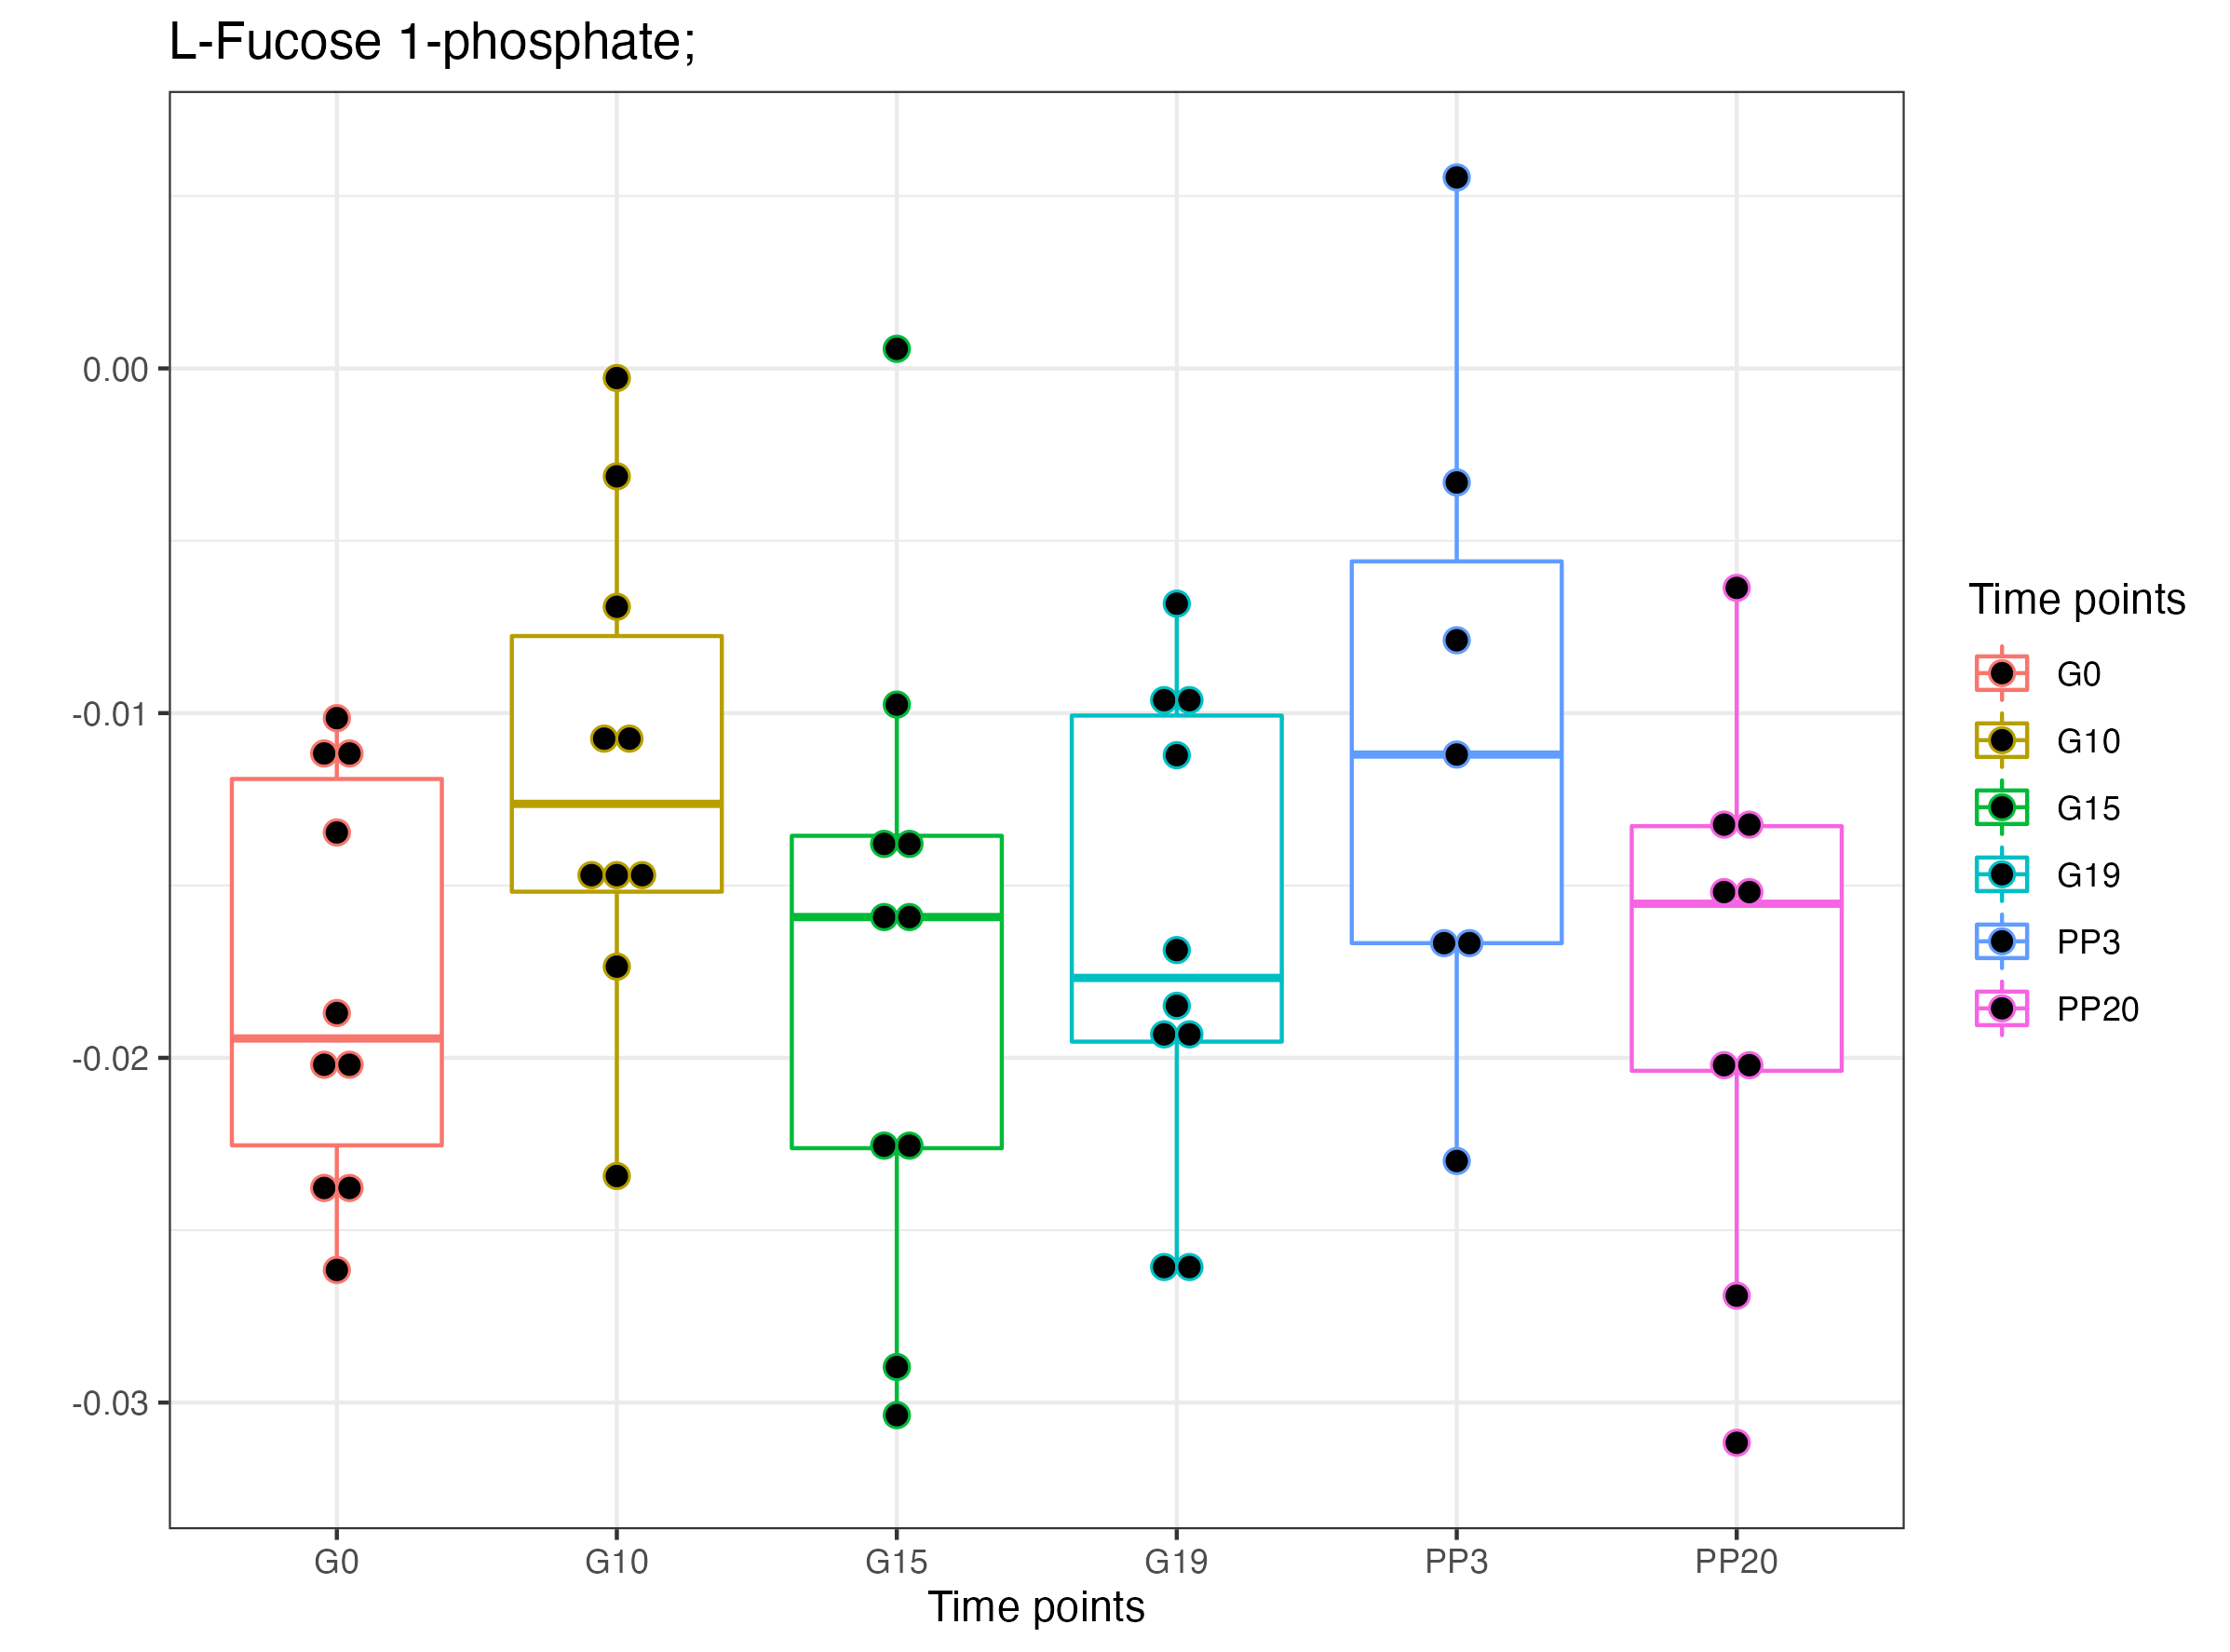 L-Fucose 1-phosphate;
0.00
-0.01
-0.02
-0.03
G0 G10 G15 G19 PP3 PP20
Time points
Time points
G0
G10
G15
G19
PP3
PP20